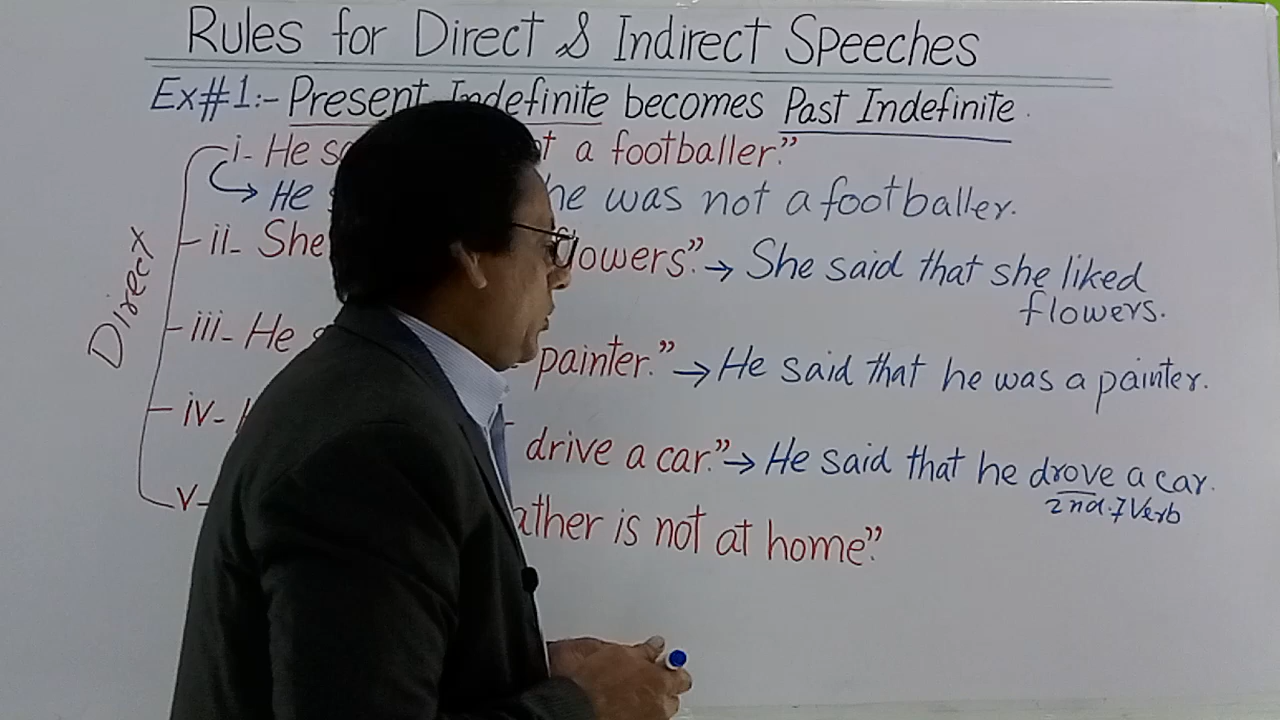 Rules for Direct & Indirect Speeches
Ex#1:- Present Indefinite becomes Past Indefinite.
i- He a footballer."
He he was not a footballer.
ii- She flowers." → She said that she liked
flowers.
iii- He painter." → He said that he was a painter.
iv- drive a car." → He said that he drove a car.
2nd f Verb
v- is not at home."
Direct